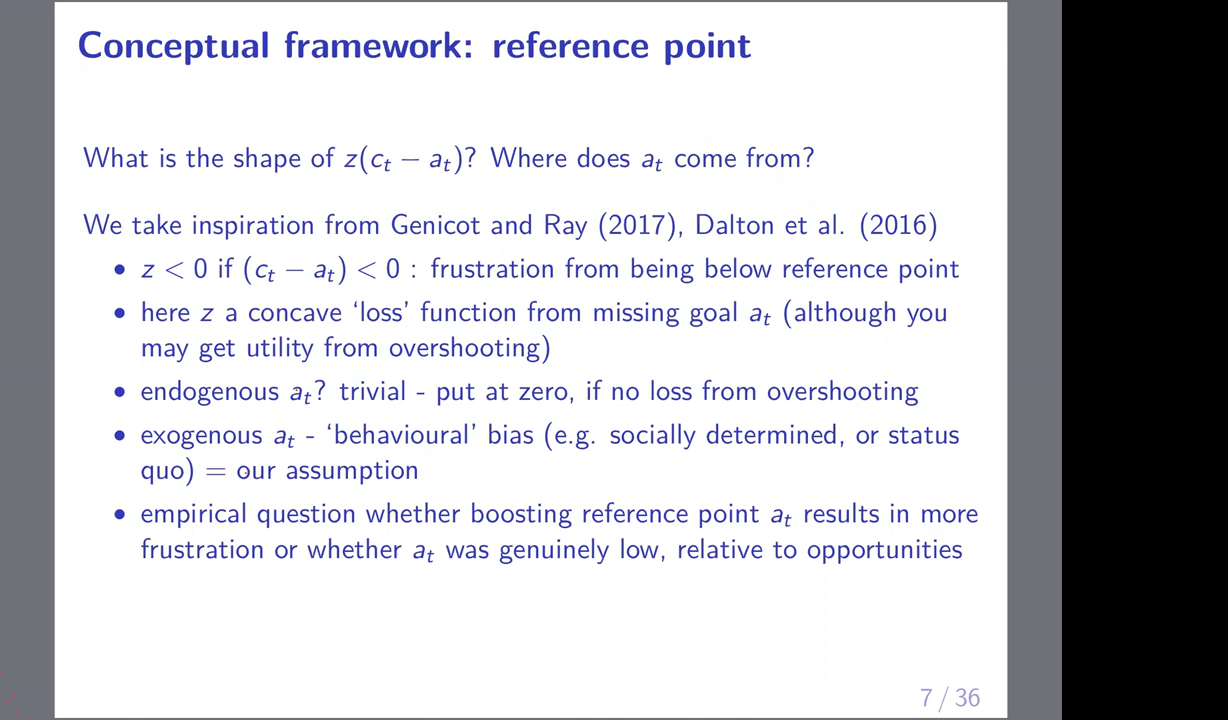 Conceptual framework: reference point
What is the shape of z(c_t − a_t)? Where does a_t come from?
We take inspiration from Genicot and Ray (2017), Dalton et al. (2016)
• z < 0 if (c_t − a_t) < 0 : frustration from being below reference point
• here z a concave ‘loss’ function from missing goal a_t (although you
may get utility from overshooting)
• endogenous a_t? trivial - put at zero, if no loss from overshooting
• exogenous a_t - ‘behavioural’ bias (e.g. socially determined, or status
quo) = our assumption
• empirical question whether boosting reference point a_t results in more
frustration or whether a_t was genuinely low, relative to opportunities
7 / 36